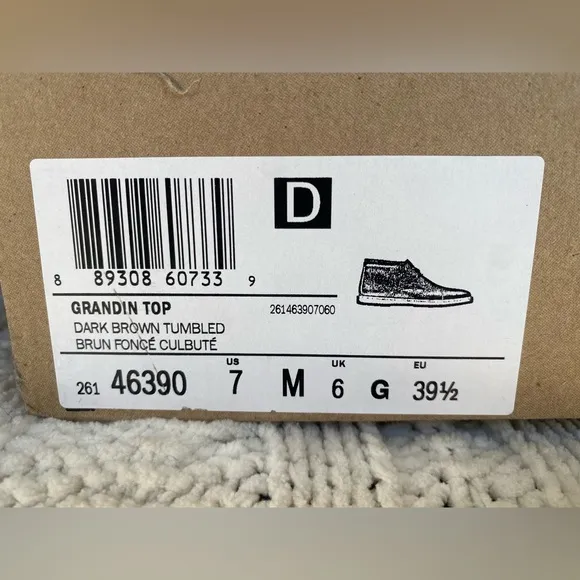 D
8 89308 60733 9
GRANDIN TOP 261463907060
DARK BROWN TUMBLED
BRUN FONCÉ CULBUTÉ
US UK EU
261 46390 7 M 6 G 39½